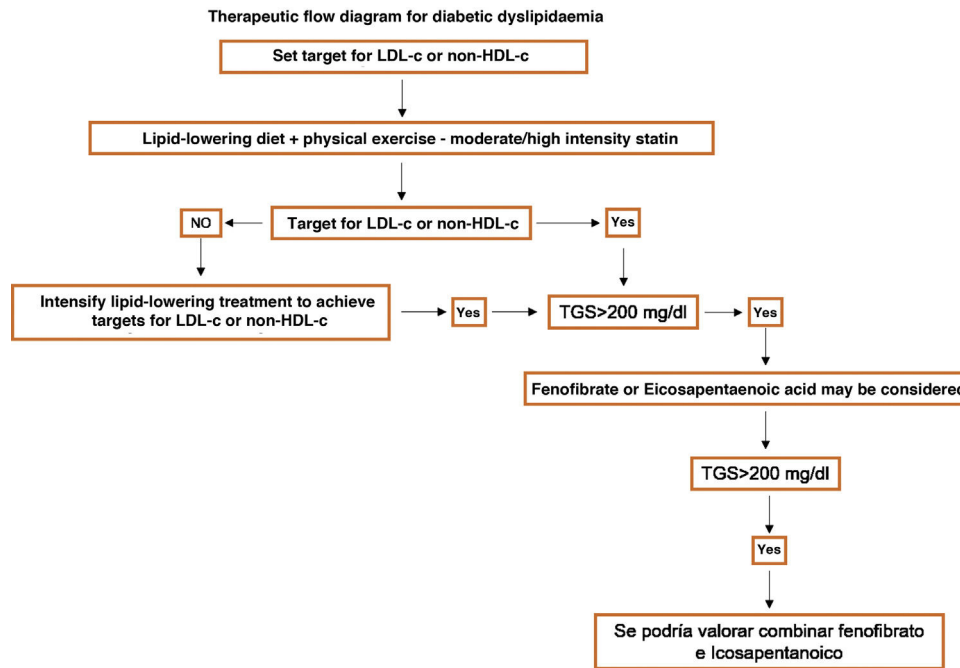 Therapeutic flow diagram for diabetic dyslipidaemia
Set target for LDL-c or non-HDL-c
Lipid-lowering diet + physical exercise - moderate/high intensity statin
NO
Target for LDL-c or non-HDL-c
Yes
Intensify lipid-lowering treatment to achieve
targets for LDL-c or non-HDL-c
Yes
TGS>200 mg/dl
Yes
Fenofibrate or Eicosapentaenoic acid may be considered
TGS>200 mg/dl
Yes
Se podría valorar combinar fenofibrato
e Icosapentanoico